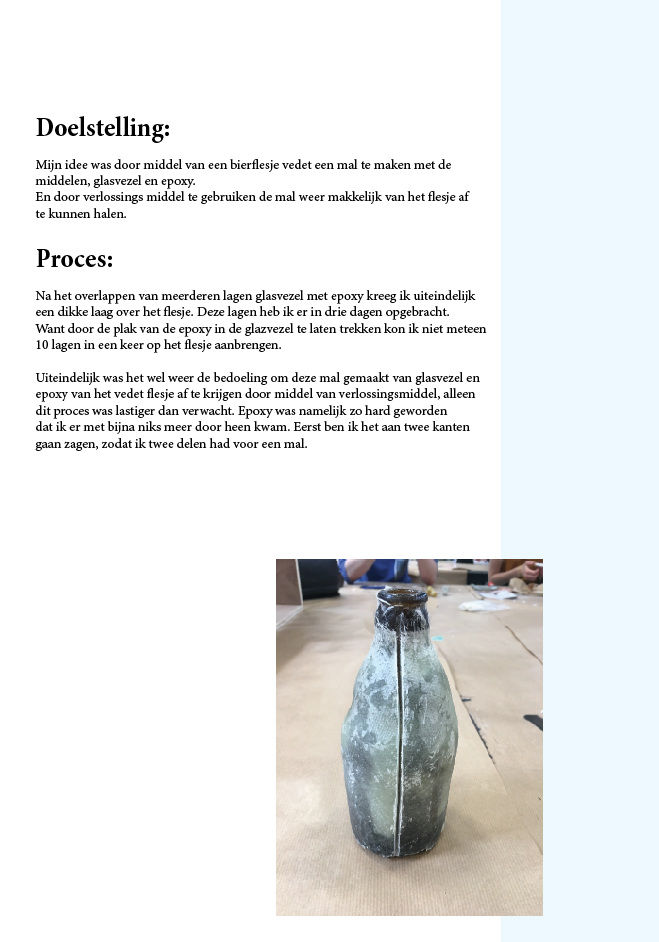 Doelstelling:
Mijn idee was door middel van een bierflesje vedet een mal te maken met de
middelen, glasvezel en epoxy.
En door verlossings middel te gebruiken de mal weer makkelijk van het flesje af
te kunnen halen.
Proces:
Na het overlappen van meerderen lagen glasvezel met epoxy kreeg ik uiteindelijk
een dikke laag over het flesje. Deze lagen heb ik er in drie dagen opgebracht.
Want door de plak van de epoxy in de glazvezel te laten trekken kon ik niet meteen
10 lagen in een keer op het flesje aanbrengen.
Uiteindelijk was het wel weer de bedoeling om deze mal gemaakt van glasvezel en
epoxy van het vedet flesje af te krijgen door middel van verlossingsmiddel, alleen
dit proces was lastiger dan verwacht. Epoxy was namelijk zo hard geworden
dat ik er met bijna niks meer door heen kwam. Eerst ben ik het aan twee kanten
gaan zagen, zodat ik twee delen had voor een mal.